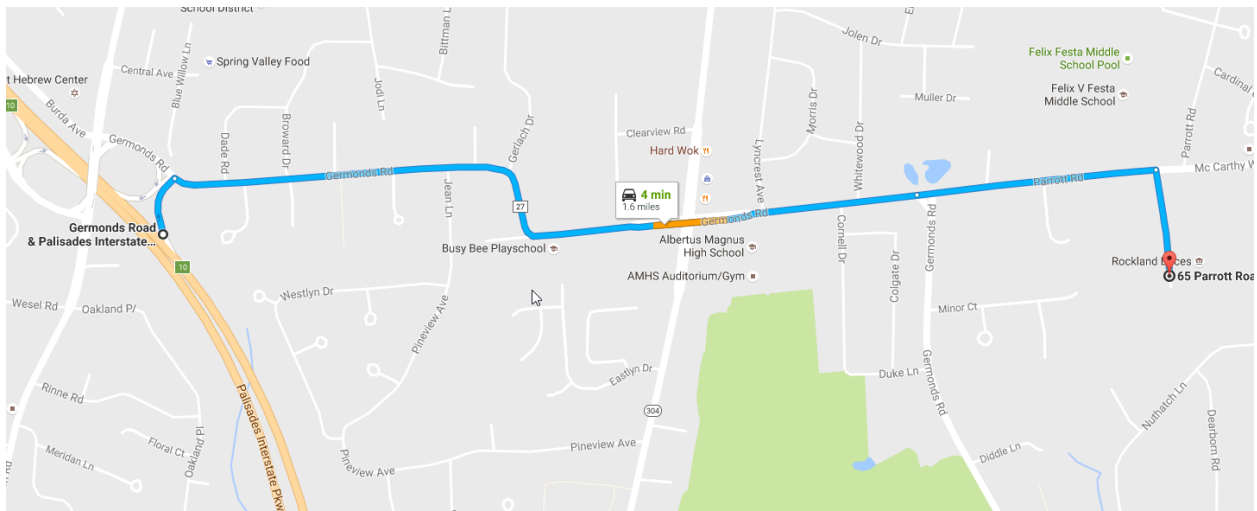 School District
Bittman Ln
Jolen Dr
Spring Valley Food
Felix Festa Middle
School Pool
Central Ave
Blue Willow Ln
t Hebrew Center
Jodi Ln
Cardinal
Felix V Festa
Middle School
Muller Dr
10
Burda Ave
Morris Dr
Parrott Rd
Germonds Rd
Dade Rd
Broward Dr
Gerlach Dr
Clearview Rd
Hard Wok
Lyncrest Ave
Whitewood Dr
Mc Carthy W
Germonds Rd
Jean Ln
4 min
1.6 miles
Parrott Rd
27
Germonds Rd
Germonds Road
& Palisades Interstate...
Busy Bee Playschool
Albertus Magnus
High School
Cornell Dr
Germonds Rd
Rockland
10
AMHS Auditorium/Gym
Colgate Dr
65 Parrott Roa
Wesel Rd
Oakland Pl
Westlyn Dr
Pineview Ave
Minor Ct
Eastlyn Dr
Duke Ln
Germonds Rd
Rinne Rd
Palisades Interstate Pkwy
304
Nuthatch Ln
Dearborn Rd
Floral Ct
Oakland Pl
Meridan Ln
Pineview Ave
Pineview Ave
Diddle Ln